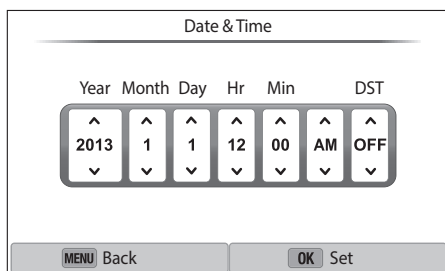 Date & Time
Year Month Day Hr Min DST
2013 1 1 12 00 AM OFF
MENU Back OK Set